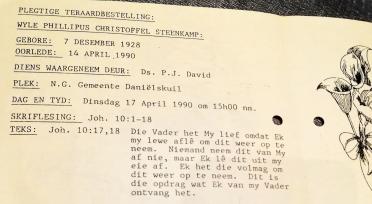 PLEGTIGE TERAARDBESTELLING:
WYLE PHILLIPUS CHRISTOFFEL STEENKAMP:
GEBORE: 7 DESEMBER 1928
OORLEDE: 14 APRIL 1990
DIENS WAARGENEEM DEUR: Ds. P.J. David
PLEK: N.G. Gemeente Daniëlskuil
DAG EN TYD: Dinsdag 17 April 1990 om 15h00 nm.
SKRIFLESING: Joh. 10:1-18
TEKS: Joh. 10:17,18 Die Vader het My lief omdat Ek
my lewe aflê om dit weer op te
neem. Niemand neem dit van My
af nie, maar Ek lê dit uit my
eie af. Ek het die volmag om
dit weer op te neem. Dit is
die opdrag wat Ek van my Vader
ontvang het.